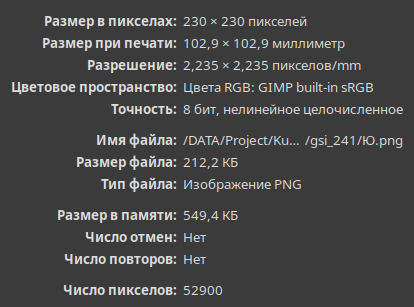 Размер в пикселах: 230 × 230 пикселей
Размер при печати: 102,9 × 102,9 миллиметр
Разрешение: 2,235 × 2,235 пикселов/mm
Цветовое пространство: Цвета RGB: GIMP built-in sRGB
Точность: 8 бит, нелинейное целочисленное
Имя файла: /DATA/Project/Ku… /gsi_241/Ю.png
Размер файла: 212,2 КБ
Тип файла: Изображение PNG
Размер в памяти: 549,4 КБ
Число отмен: Нет
Число повторов: Нет
Число пикселов: 52900